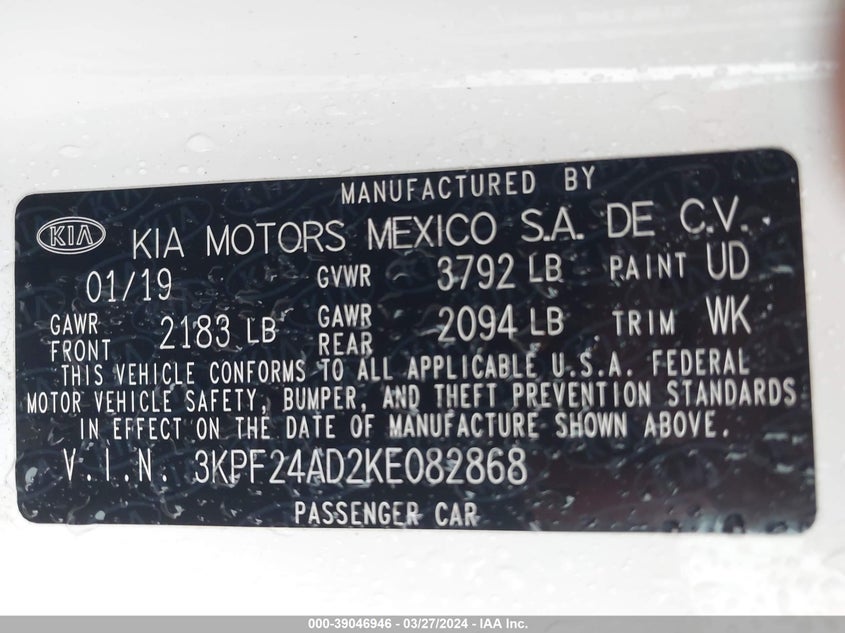 MANUFACTURED BY
KIA KIA MOTORS MEXICO S.A. DE C.V.
01/19 GVWR 3792 LB PAINT UD
GAWR FRONT 2183 LB GAWR REAR 2094 LB TRIM WK
THIS VEHICLE CONFORMS TO ALL APPLICABLE U.S.A. FEDERAL
MOTOR VEHICLE SAFETY, BUMPER, AND THEFT PREVENTION STANDARDS
IN EFFECT ON THE DATE OF MANUFACTURE SHOWN ABOVE.
V.I.N. 3KPF24AD2KE082868
PASSENGER CAR
000-39046946 - 03/27/2024 - IAA Inc.